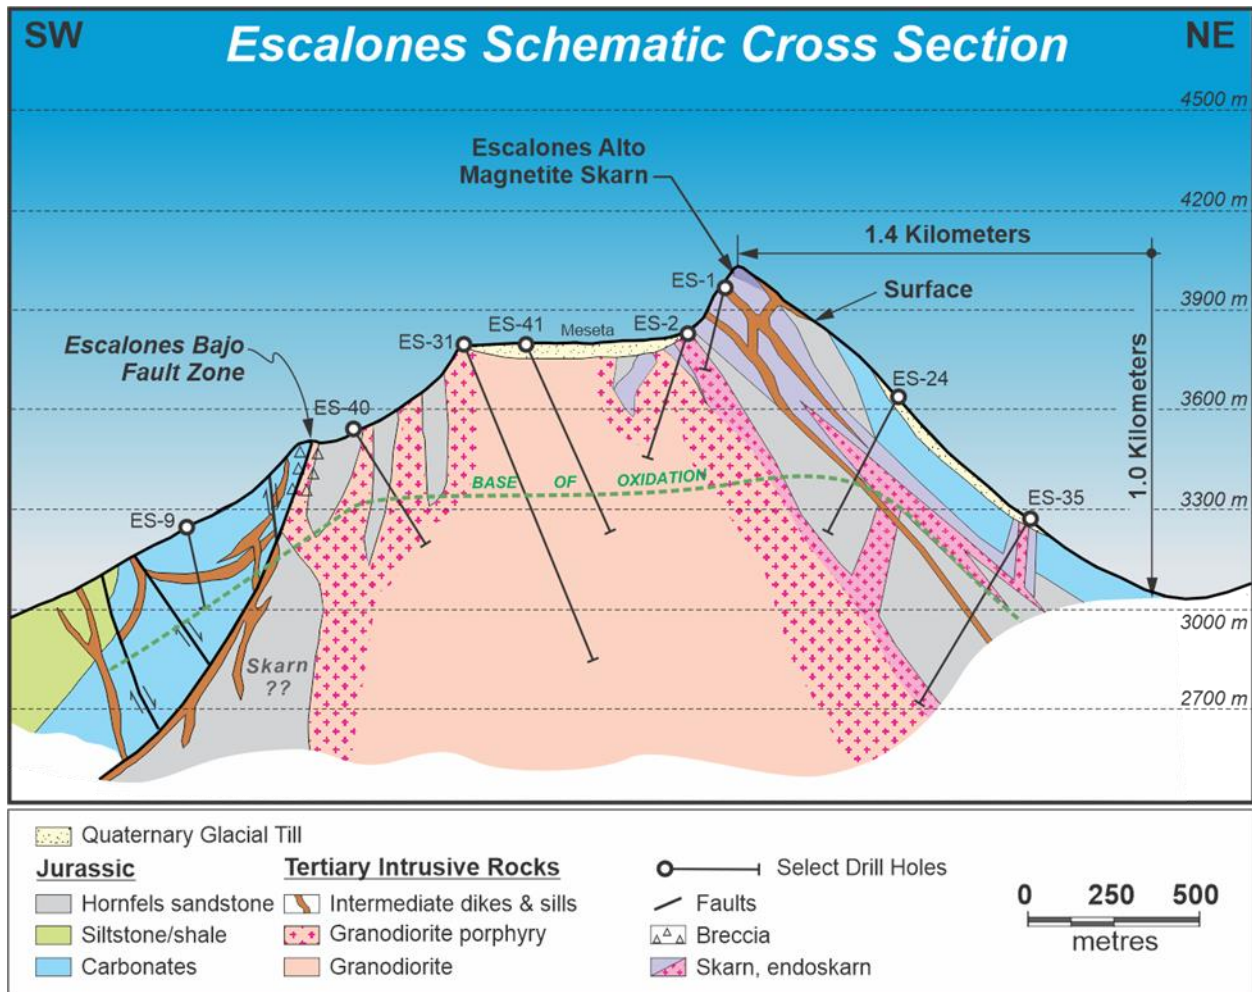 SW
Escalones Schematic Cross Section
NE
4500 m
Escalones Alto
Magnetite Skarn
4200 m
1.4 Kilometers
ES-1
Surface
3900 m
ES-41
Meseta
ES-2
ES-31
Escalones Bajo
Fault Zone
ES-24
ES-40
3600 m
1.0 Kilometers
BASE OF OXIDATION
ES-35
3300 m
ES-9
3000 m
Skarn
??
2700 m
Quaternary Glacial Till
Jurassic
Hornfels sandstone
Siltstone/shale
Carbonates
Tertiary Intrusive Rocks
Intermediate dikes & sills
Granodiorite porphyry
Granodiorite
Select Drill Holes
Faults
Breccia
Skarn, endoskarn
0 250 500
metres